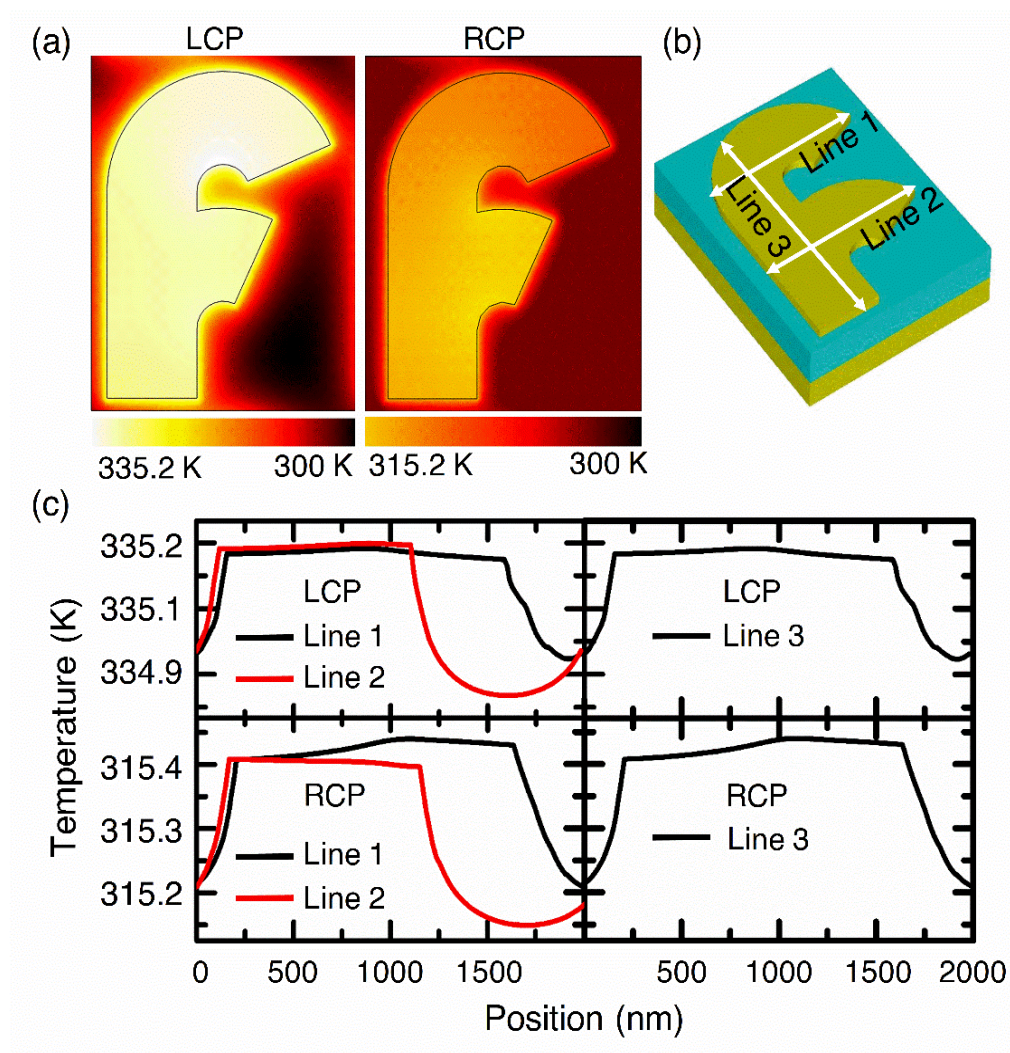 (a)
LCP
RCP
(b)
335.2 K
300 K
315.2 K
300 K
Line 1
Line 2
Line 3
(c)
Temperature (K)
335.2
335.1
334.9
315.4
315.3
315.2
LCP
Line 1
Line 2
LCP
Line 3
RCP
Line 1
Line 2
RCP
Line 3
0
500
1000
1500
500
1000
1500
2000
Position (nm)